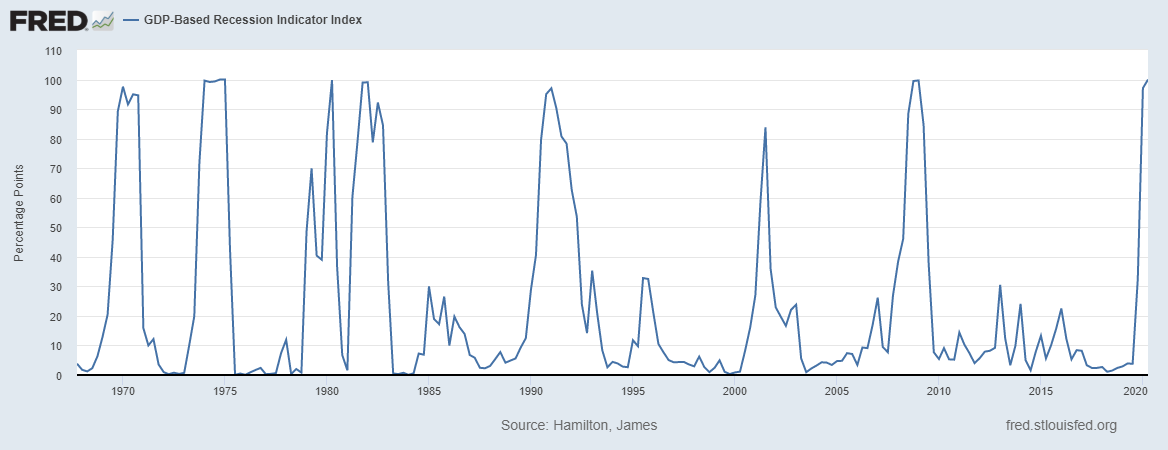 FRED GDP-Based Recession Indicator Index
110
100
90
80
70
60
50
40
30
20
10
0
Percentage Points
1970 1975 1980 1985 1990 1995 2000 2005 2010 2015 2020
Source: Hamilton, James
fred.stlouisfed.org